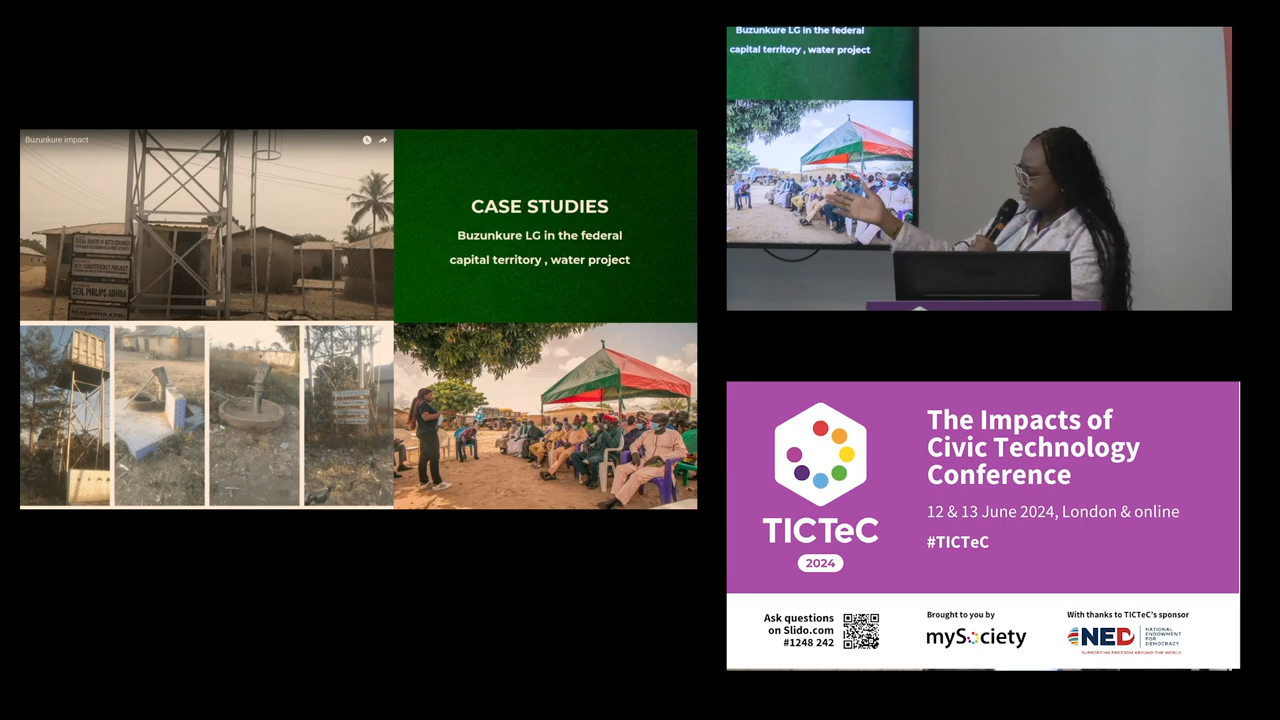 Buzunkure impact
SEN. PHILIPS ADUDA
CASE STUDIES
Buzunkure LG in the federal
capital territory , water project
Buzunkure LG in the federal
capital territory , water project
TICTeC
2024
The Impacts of
Civic Technology
Conference
12 & 13 June 2024, London & online
#TICTeC
Ask questions
on Slido.com
#1248 242
Brought to you by
mySociety
With thanks to TICTeC's sponsor
NED
NATIONAL
ENDOWMENT
FOR
DEMOCRACY
SUPPORTING FREEDOM AROUND THE WORLD